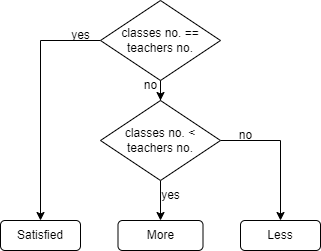 classes no. ==
teachers no.
yes
no
classes no. <
teachers no.
no
yes
Satisfied
More
Less